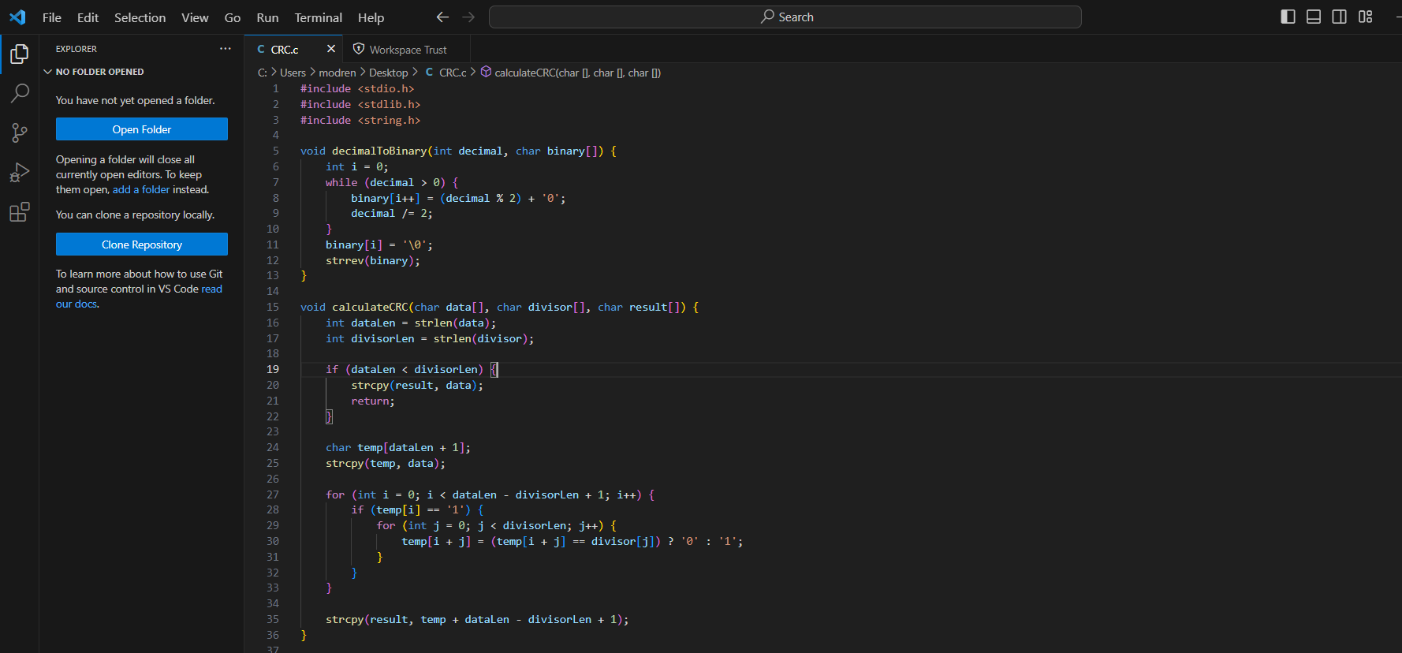 File Edit Selection View Go Run Terminal Help
Search
EXPLORER
NO FOLDER OPENED
You have not yet opened a folder.
Open Folder
Opening a folder will close all
currently open editors. To keep
them open, add a folder instead.
You can clone a repository locally.
Clone Repository
To learn more about how to use Git
and source control in VS Code read
our docs.
C CRC.c Workspace Trust
C: > Users > modren > Desktop > C CRC.c > calculateCRC(char [], char [], char [])
1 #include <stdio.h>
2 #include <stdlib.h>
3 #include <string.h>
4
5 void decimalToBinary(int decimal, char binary[]) {
6     int i = 0;
7     while (decimal > 0) {
8         binary[i++] = (decimal % 2) + '0';
9         decimal /= 2;
10     }
11     binary[i] = '\0';
12     strrev(binary);
13 }
14
15 void calculateCRC(char data[], char divisor[], char result[]) {
16     int dataLen = strlen(data);
17     int divisorLen = strlen(divisor);
18
19     if (dataLen < divisorLen) {
20         strcpy(result, data);
21         return;
22     }
23
24     char temp[dataLen + 1];
25     strcpy(temp, data);
26
27     for (int i = 0; i < dataLen - divisorLen + 1; i++) {
28         if (temp[i] == '1') {
29             for (int j = 0; j < divisorLen; j++) {
30                 temp[i + j] = (temp[i + j] == divisor[j]) ? '0' : '1';
31             }
32         }
33     }
34
35     strcpy(result, temp + dataLen - divisorLen + 1);
36 }
37